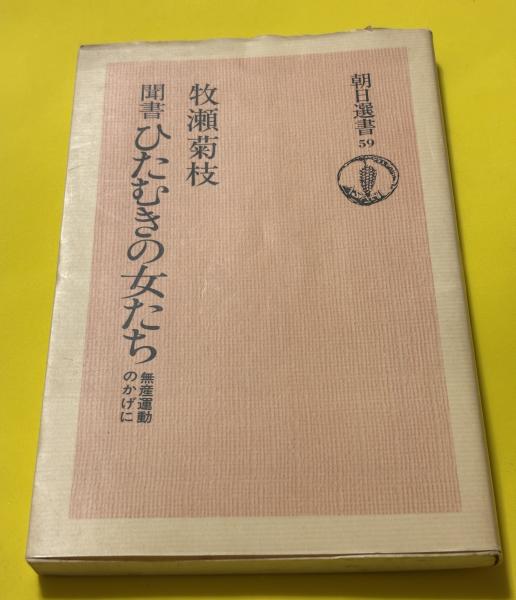 朝日選書
59
牧瀬菊枝
聞書 ひたむきの女たち
無産運動
のかげに